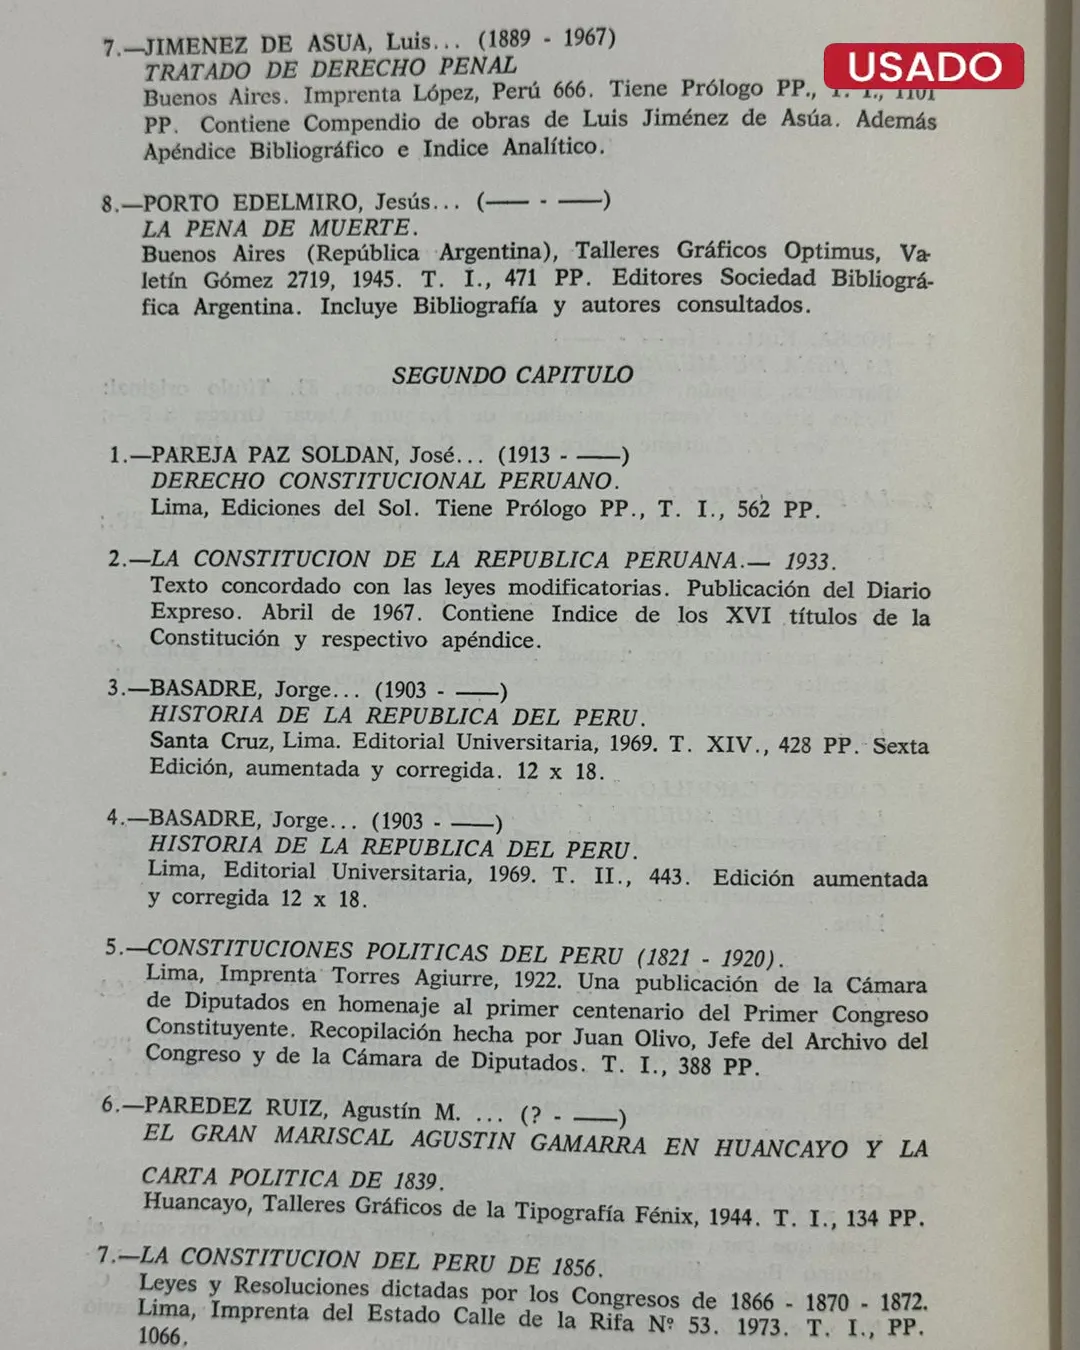 7.—JIMENEZ DE ASUA, Luis... (1889 - 1967)
USADO
TRATADO DE DERECHO PENAL
Buenos Aires. Imprenta López, Perú 666. Tiene Prólogo PP., T. I., 1101
PP. Contiene Compendio de obras de Luis Jiménez de Asúa. Además
Apéndice Bibliográfico e Indice Analítico.
8.—PORTO EDELMIRO, Jesús... (—— - ——)
LA PENA DE MUERTE.
Buenos Aires (República Argentina), Talleres Gráficos Optimus, Va-
letín Gómez 2719, 1945. T. I., 471 PP. Editores Sociedad Bibliográ-
fica Argentina. Incluye Bibliografía y autores consultados.
SEGUNDO CAPITULO
1.—PAREJA PAZ SOLDAN, José... (1913 - ——)
DERECHO CONSTITUCIONAL PERUANO.
Lima, Ediciones del Sol. Tiene Prólogo PP., T. I., 562 PP.
2.—LA CONSTITUCION DE LA REPUBLICA PERUANA.— 1933.
Texto concordado con las leyes modificatorias. Publicación del Diario
Expreso. Abril de 1967. Contiene Indice de los XVI títulos de la
Constitución y respectivo apéndice.
3.—BASADRE, Jorge... (1903 - ——)
HISTORIA DE LA REPUBLICA DEL PERU.
Santa Cruz, Lima. Editorial Universitaria, 1969. T. XIV., 428 PP. Sexta
Edición, aumentada y corregida. 12 x 18.
4.—BASADRE, Jorge... (1903 - ——)
HISTORIA DE LA REPUBLICA DEL PERU.
Lima, Editorial Universitaria, 1969. T. II., 443. Edición aumentada
y corregida 12 x 18.
5.—CONSTITUCIONES POLITICAS DEL PERU (1821 - 1920).
Lima, Imprenta Torres Agiurre, 1922. Una publicación de la Cámara
de Diputados en homenaje al primer centenario del Primer Congreso
Constituyente. Recopilación hecha por Juan Olivo, Jefe del Archivo del
Congreso y de la Cámara de Diputados. T. I., 388 PP.
6.—PAREDEZ RUIZ, Agustín M. ... (? - ——)
EL GRAN MARISCAL AGUSTIN GAMARRA EN HUANCAYO Y LA
CARTA POLITICA DE 1839.
Huancayo, Talleres Gráficos de la Tipografía Fénix, 1944. T. I., 134 PP.
7.—LA CONSTITUCION DEL PERU DE 1856.
Leyes y Resoluciones dictadas por los Congresos de 1866 - 1870 - 1872.
Lima, Imprenta del Estado Calle de la Rifa Nº 53. 1973. T. I., PP.
1066.